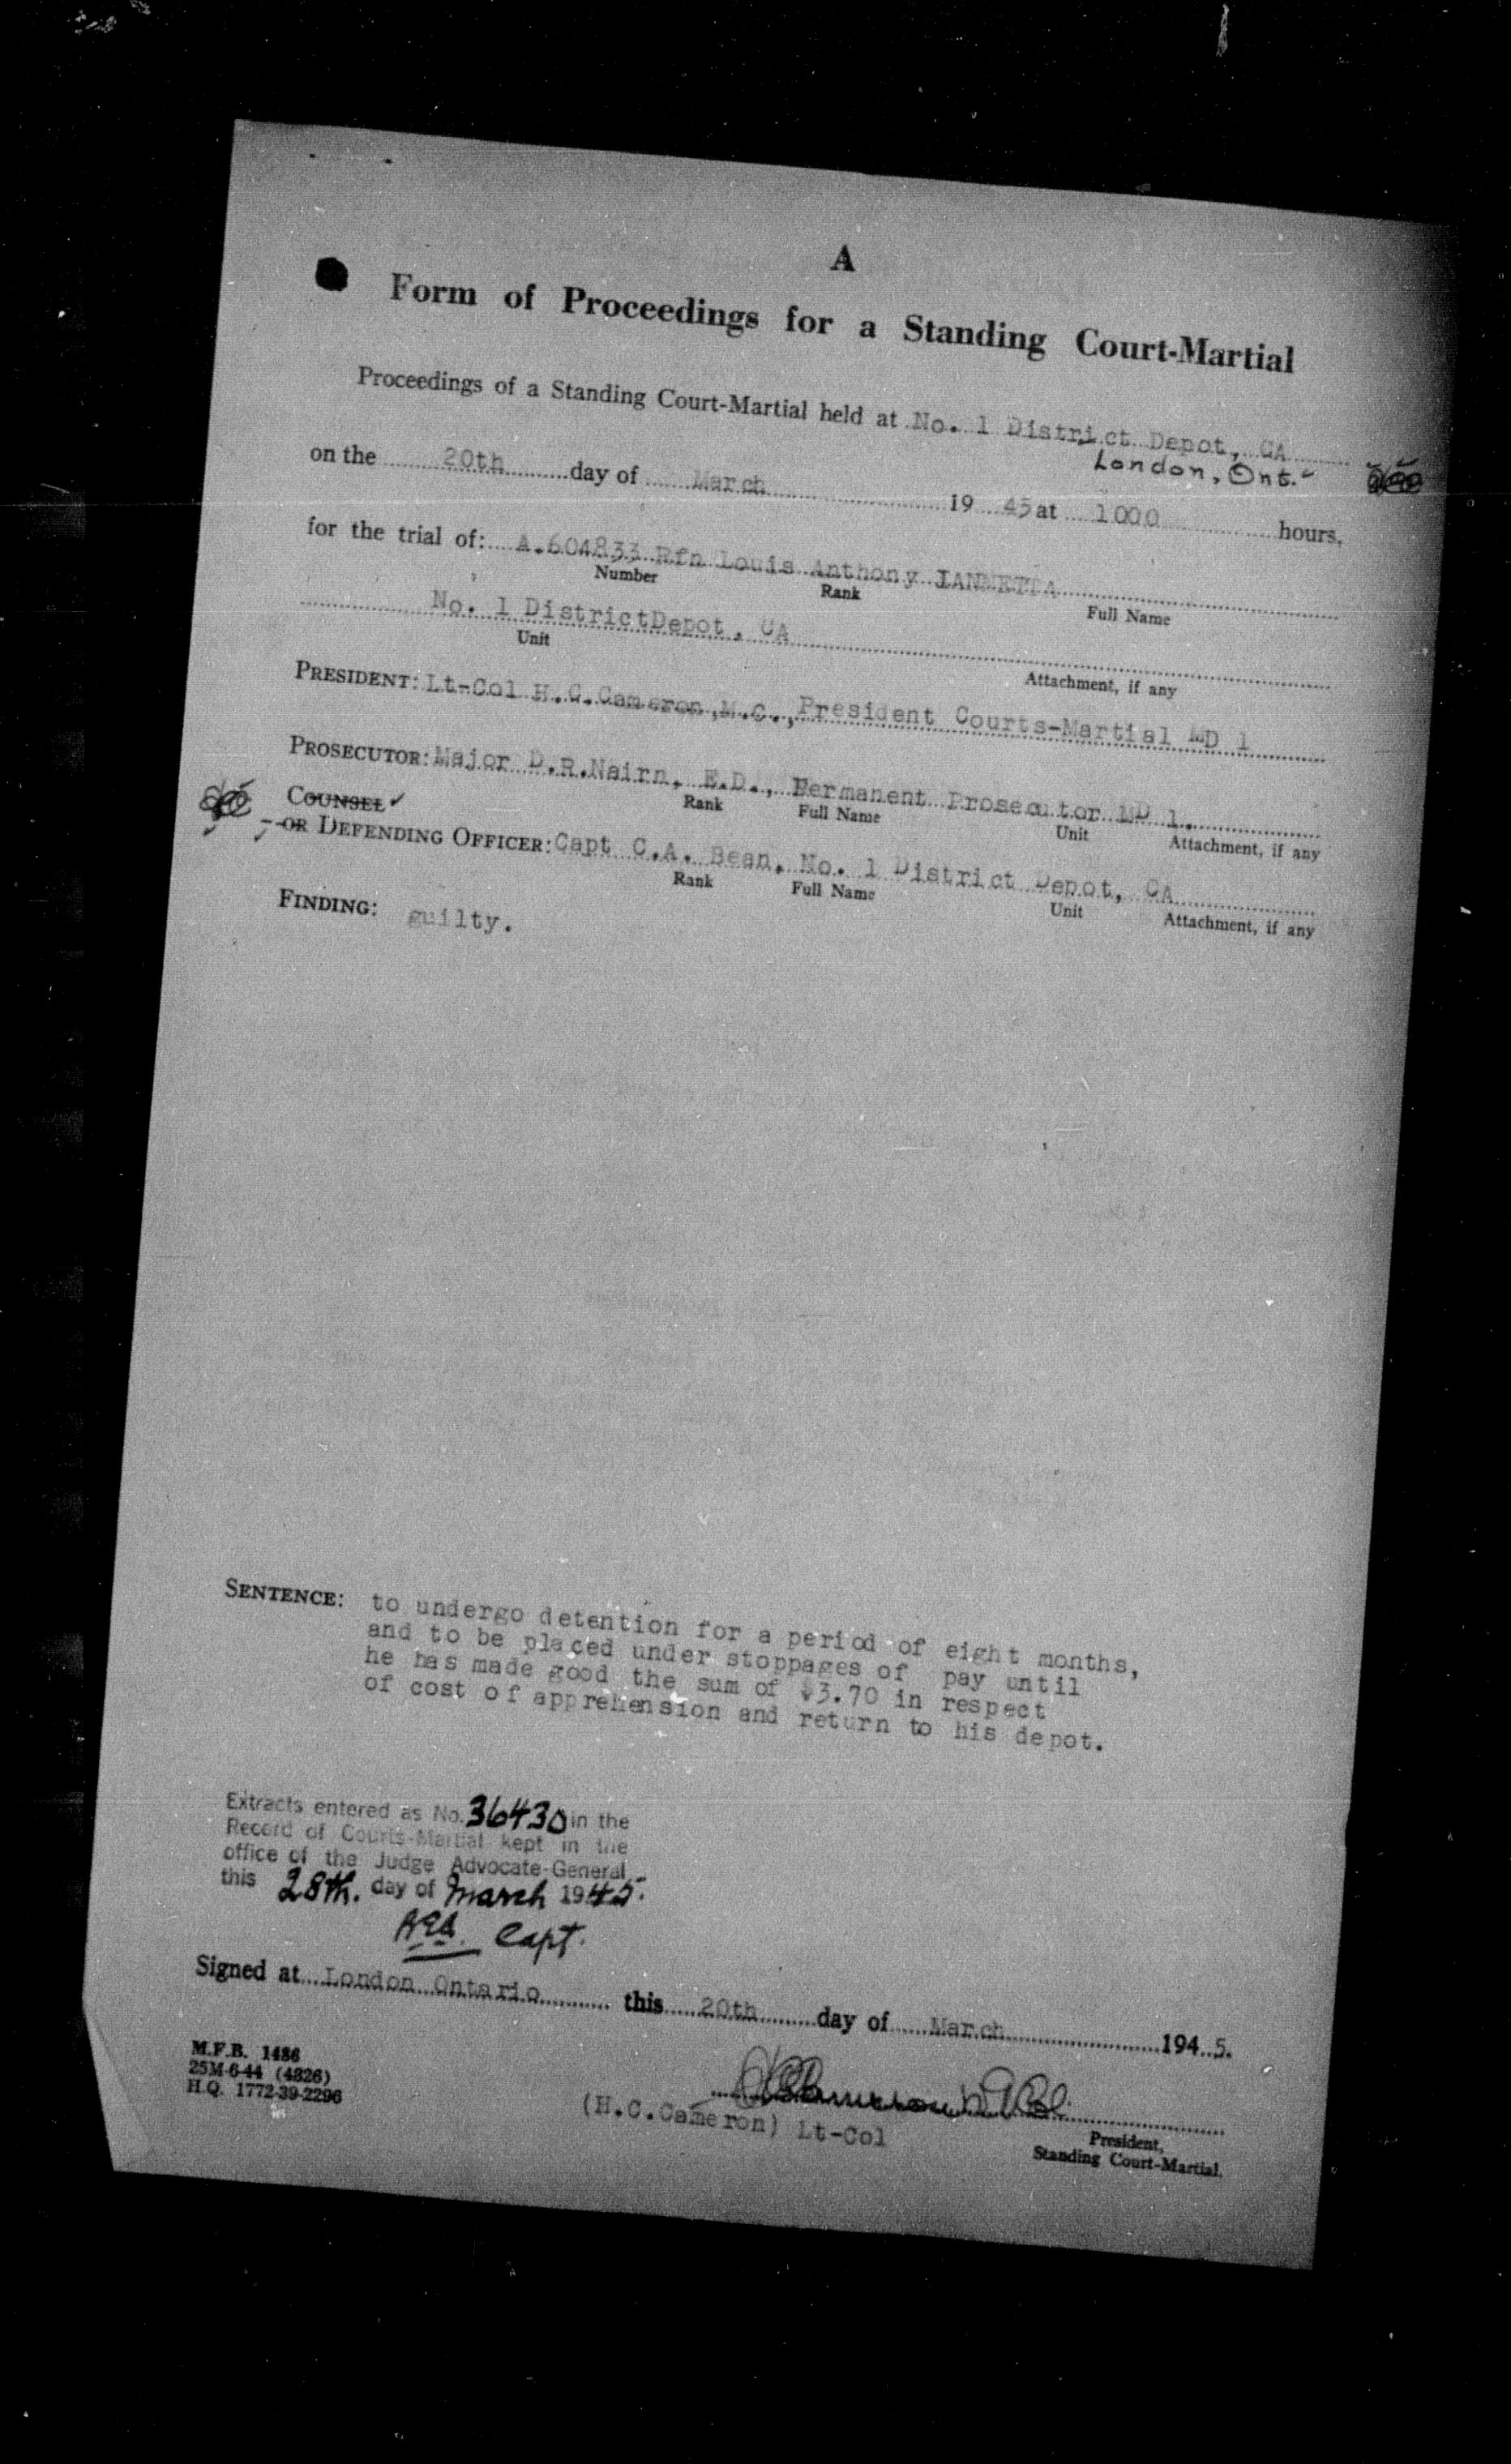 A
Form of Proceedings for a Standing Court-Martial
Proceedings of a Standing Court-Martial held at No. 1 District Depot, CA
London, Ont.
on the 20th day of March 19 45 at 1000 hours,
for the trial of: A.604833 Rfn Louis Anthony IANNETTA
Number Rank Full Name
No. 1 DistrictDepot, CA
Unit Attachment, if any
PRESIDENT: Lt-Col H.C.Cameron,M.C., President Courts-Martial MD 1
PROSECUTOR: Major D.R.Nairn, E.D., Permanent Prosecutor MD 1.
Rank Full Name Unit Attachment, if any
COUNSEL
or DEFENDING OFFICER: Capt C.A. Bean, No. 1 District Depot, CA
Rank Full Name Unit Attachment, if any
FINDING: guilty.
SENTENCE: to undergo detention for a period of eight months,
and to be placed under stoppages of pay until
he has made good the sum of $3.70 in respect
of cost of apprehension and return to his depot.
Extracts entered as No. 36430 in the
Record of Courts-Martial kept in the
office of the Judge Advocate-General
this 28th. day of March 1945.
Capt.
Signed at London Ontario this 20th day of March 194 5.
M.F.B. 1486
25M-6-44 (4826)
H.Q. 1772-39-2296
(H.C.Cameron) Lt-Col
President,
Standing Court-Martial.